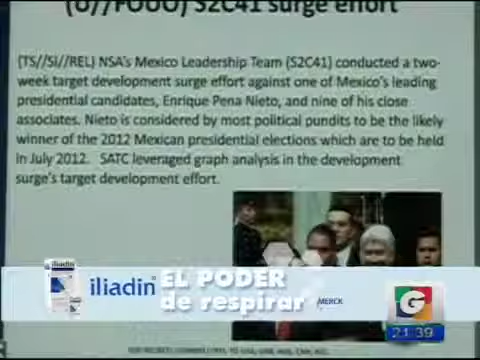 (U//FOUO) S2C41 surge effort
(TS//SI//REL) NSA's Mexico Leadership Team (S2C41) conducted a two-
week target development surge effort against one of Mexico's leading
presidential candidates, Enrique Pena Nieto, and nine of his close
associates. Nieto is considered by most political pundits to be the likely
winner of the 2012 Mexican presidential elections which are to be held
in July 2012. SATC leveraged graph analysis in the development
surge's target development effort.
iliadin
iliadin®
EL PODER
de respirar
MERCK
G
21:39